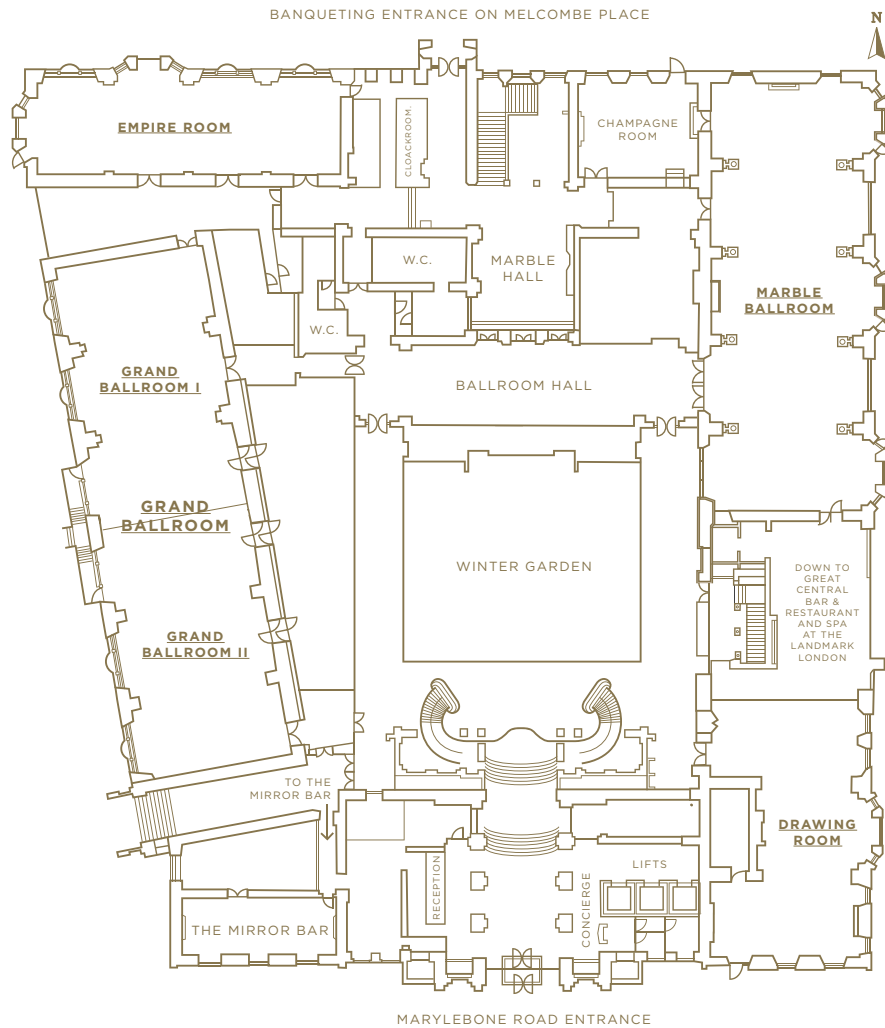 BANQUETING ENTRANCE ON MELCOMBE PLACE
N
EMPIRE ROOM
CLOACKROOM.
CHAMPAGNE
ROOM
W.C.
MARBLE
HALL
MARBLE
BALLROOM
W.C.
GRAND
BALLROOM I
BALLROOM HALL
GRAND
BALLROOM
WINTER GARDEN
DOWN TO
GREAT
CENTRAL
BAR &
RESTAURANT
AND SPA
AT THE
LANDMARK
LONDON
GRAND
BALLROOM II
TO THE
MIRROR BAR
DRAWING
ROOM
LIFTS
RECEPTION
CONCIERGE
THE MIRROR BAR
MARYLEBONE ROAD ENTRANCE